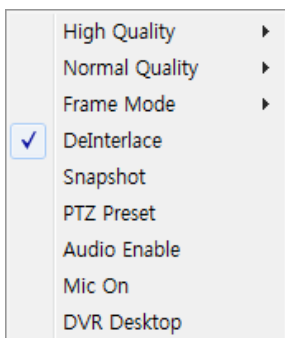 High Quality
Normal Quality
Frame Mode
DeInterlace
Snapshot
PTZ Preset
Audio Enable
Mic On
DVR Desktop